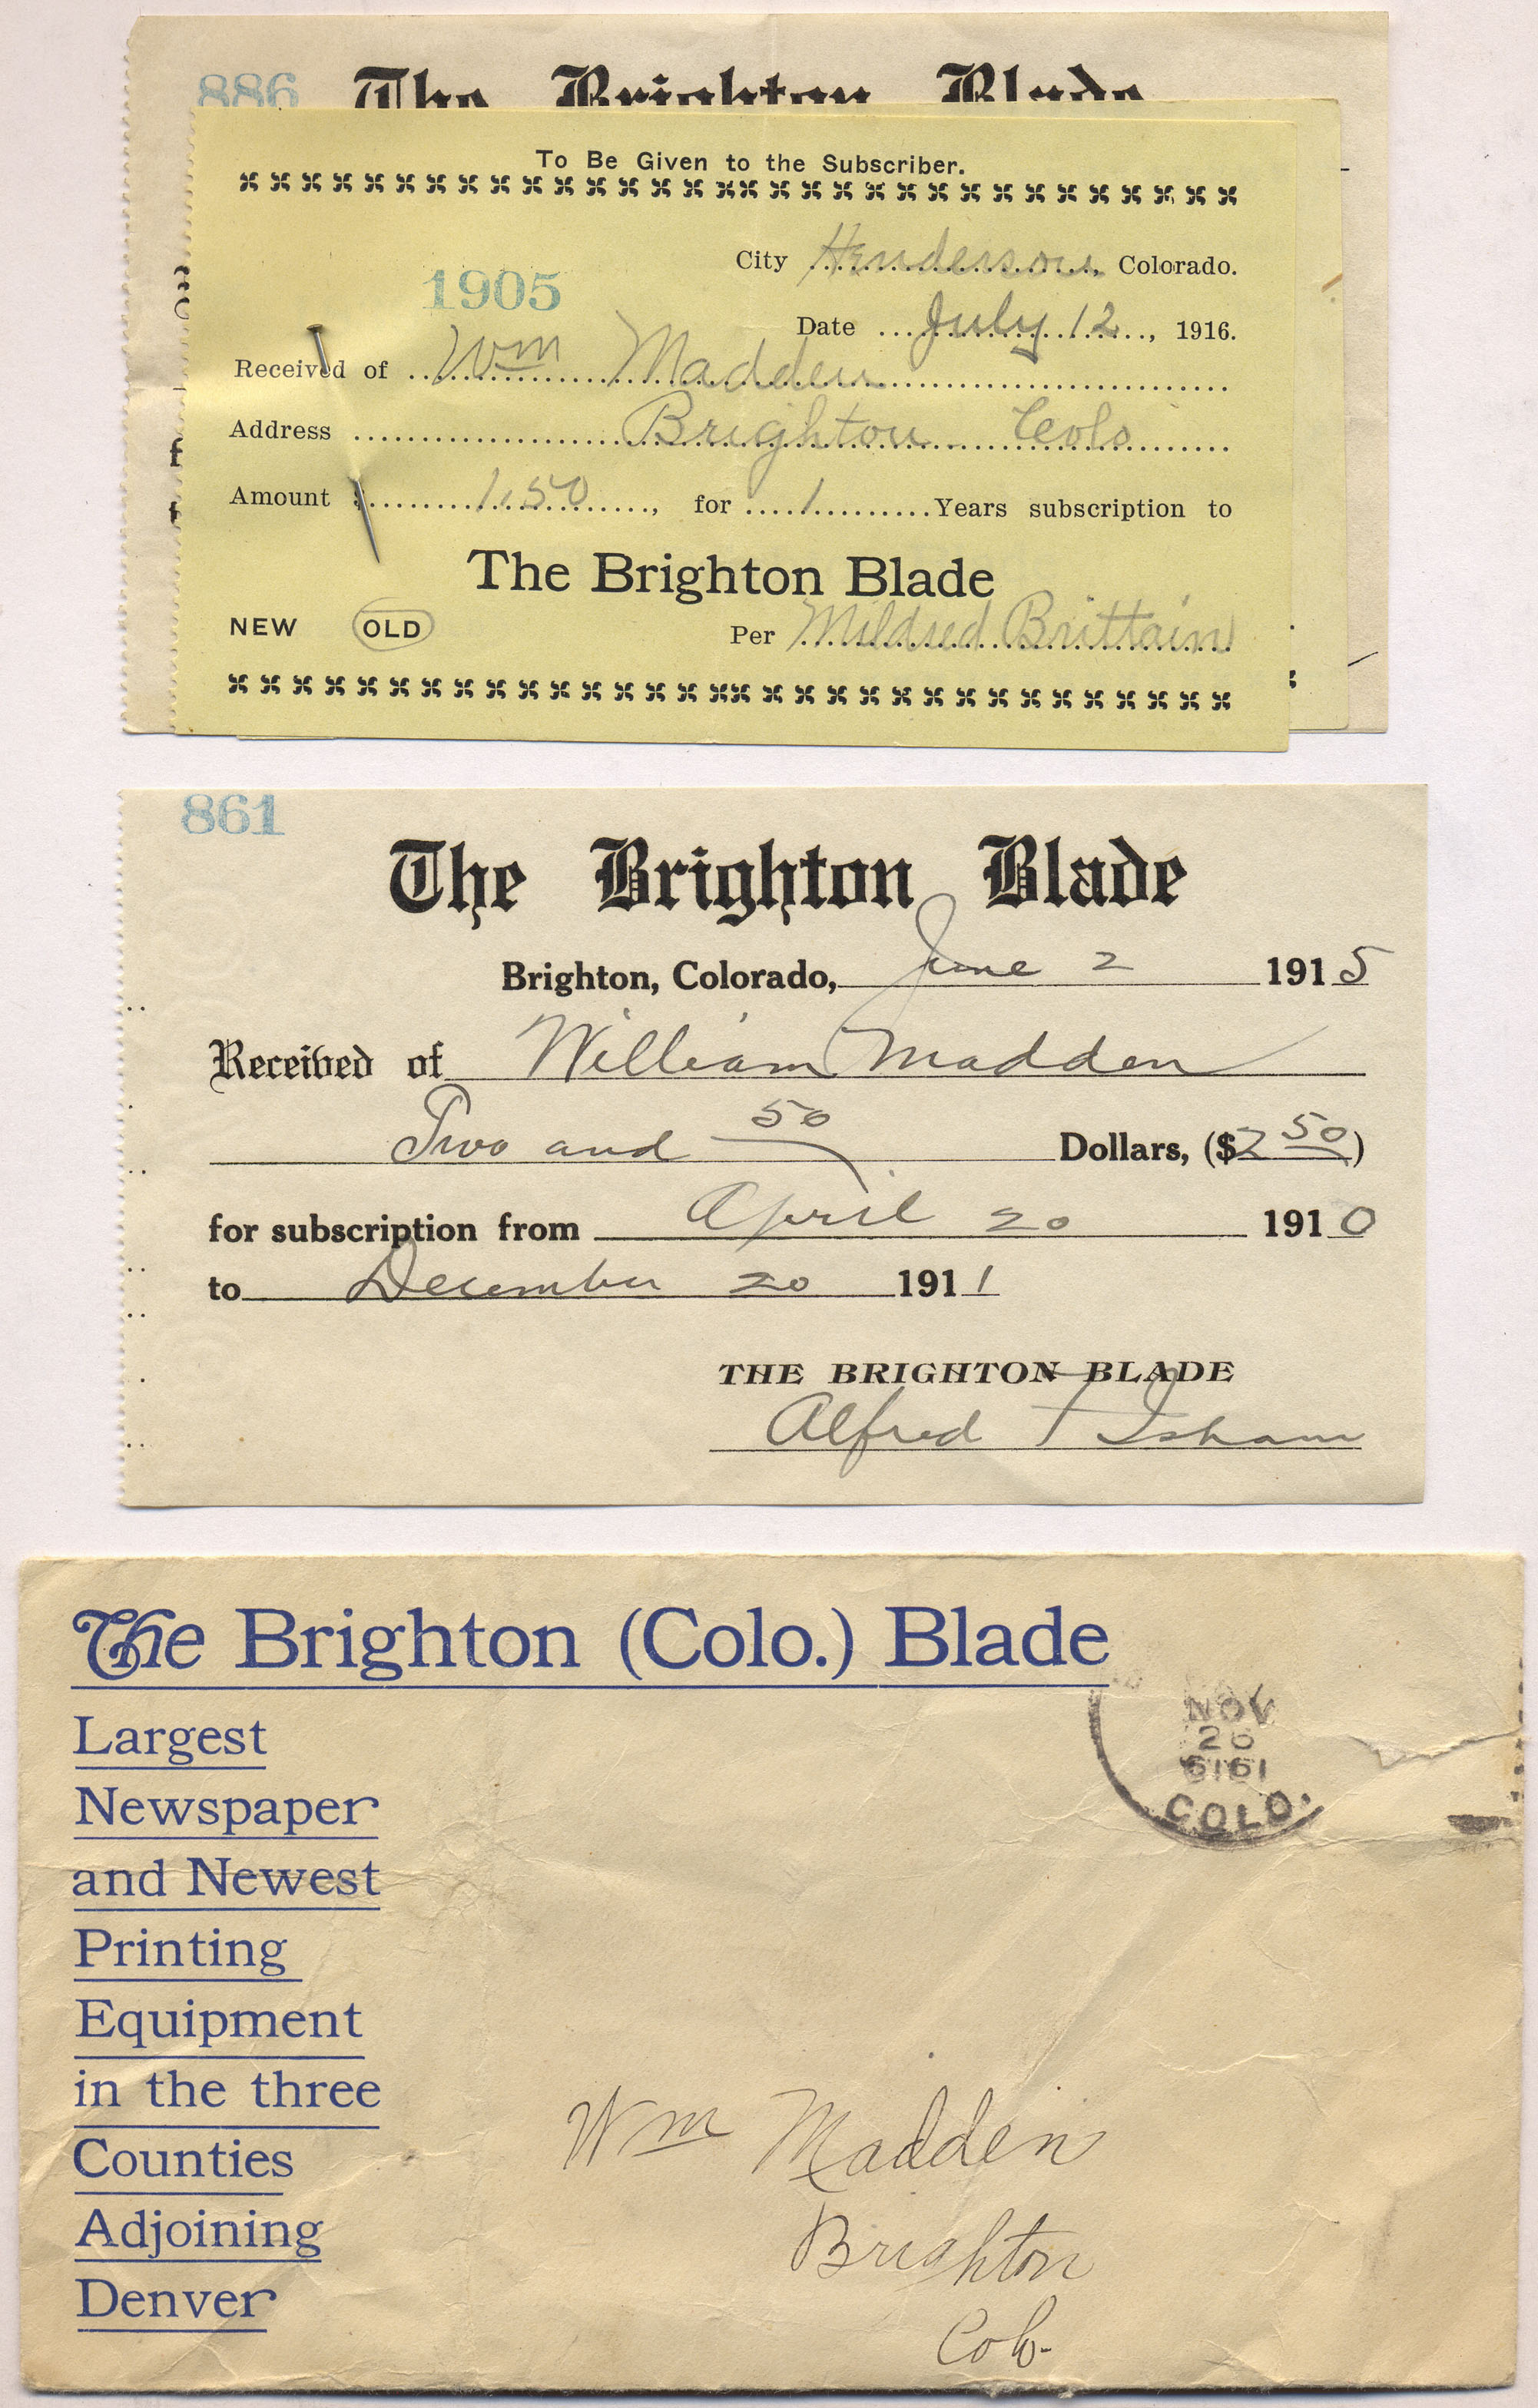 886 The Brighton Blade
To Be Given to the Subscriber.
City Henderson, Colorado.
1905
Date July 12, 1916.
Received of Wm Madden
Address Brighton Colo
Amount $ 1.50, for 1 Years subscription to
The Brighton Blade
NEW OLD Per Mildred Brittain
861
The Brighton Blade
Brighton, Colorado, June 2 1915
Received of William Madden
Two and 50 Dollars, ($2 50)
for subscription from April 20 1910
to December 20 1911
THE BRIGHTON BLADE
Alfred T Isham
The Brighton (Colo.) Blade
Largest
Newspaper
and Newest
Printing
Equipment
in the three
Counties
Adjoining
Denver
NOV
26
COLO.
Wm Madden
Brighton
Colo-